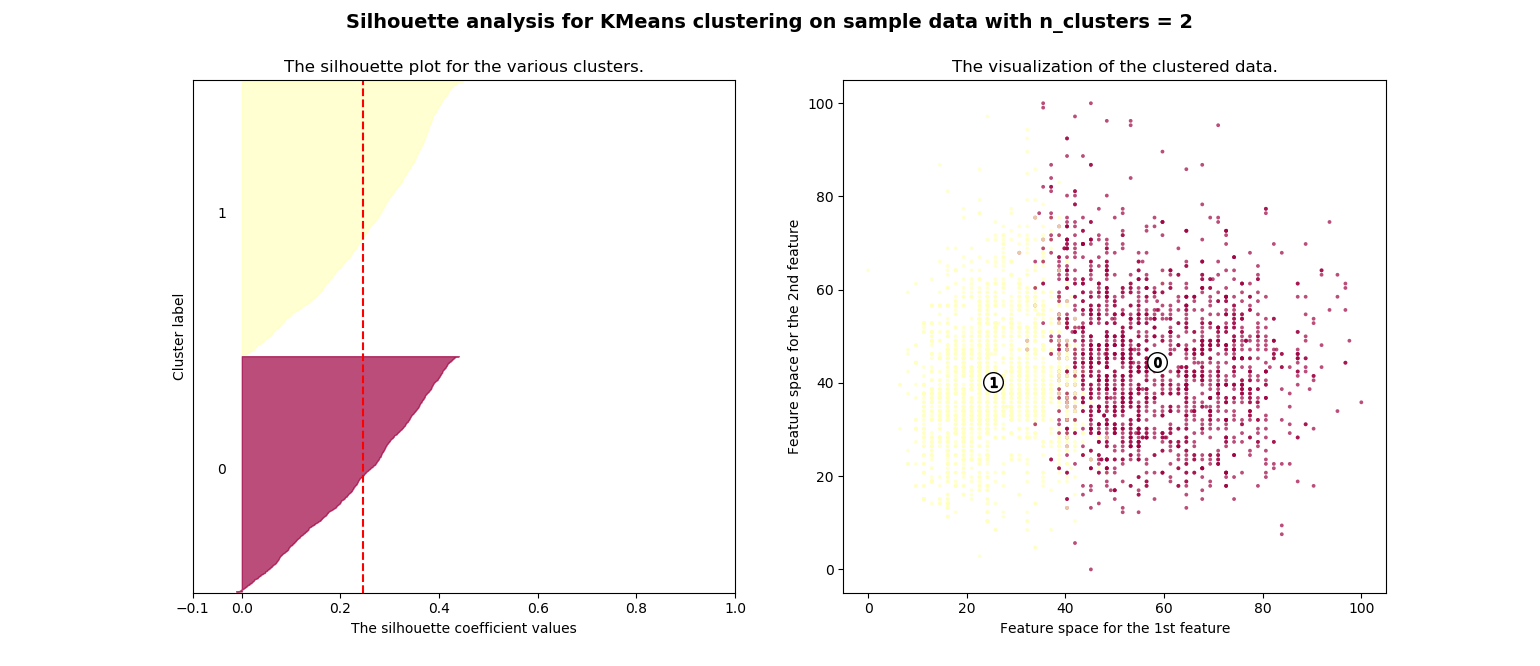 Silhouette analysis for KMeans clustering on sample data with n_clusters = 2
The silhouette plot for the various clusters.
1
0
Cluster label
−0.1 0.0 0.2 0.4 0.6 0.8 1.0
The silhouette coefficient values
The visualization of the clustered data.
100
80
60
40
20
0
Feature space for the 2nd feature
0
1
0 20 40 60 80 100
Feature space for the 1st feature